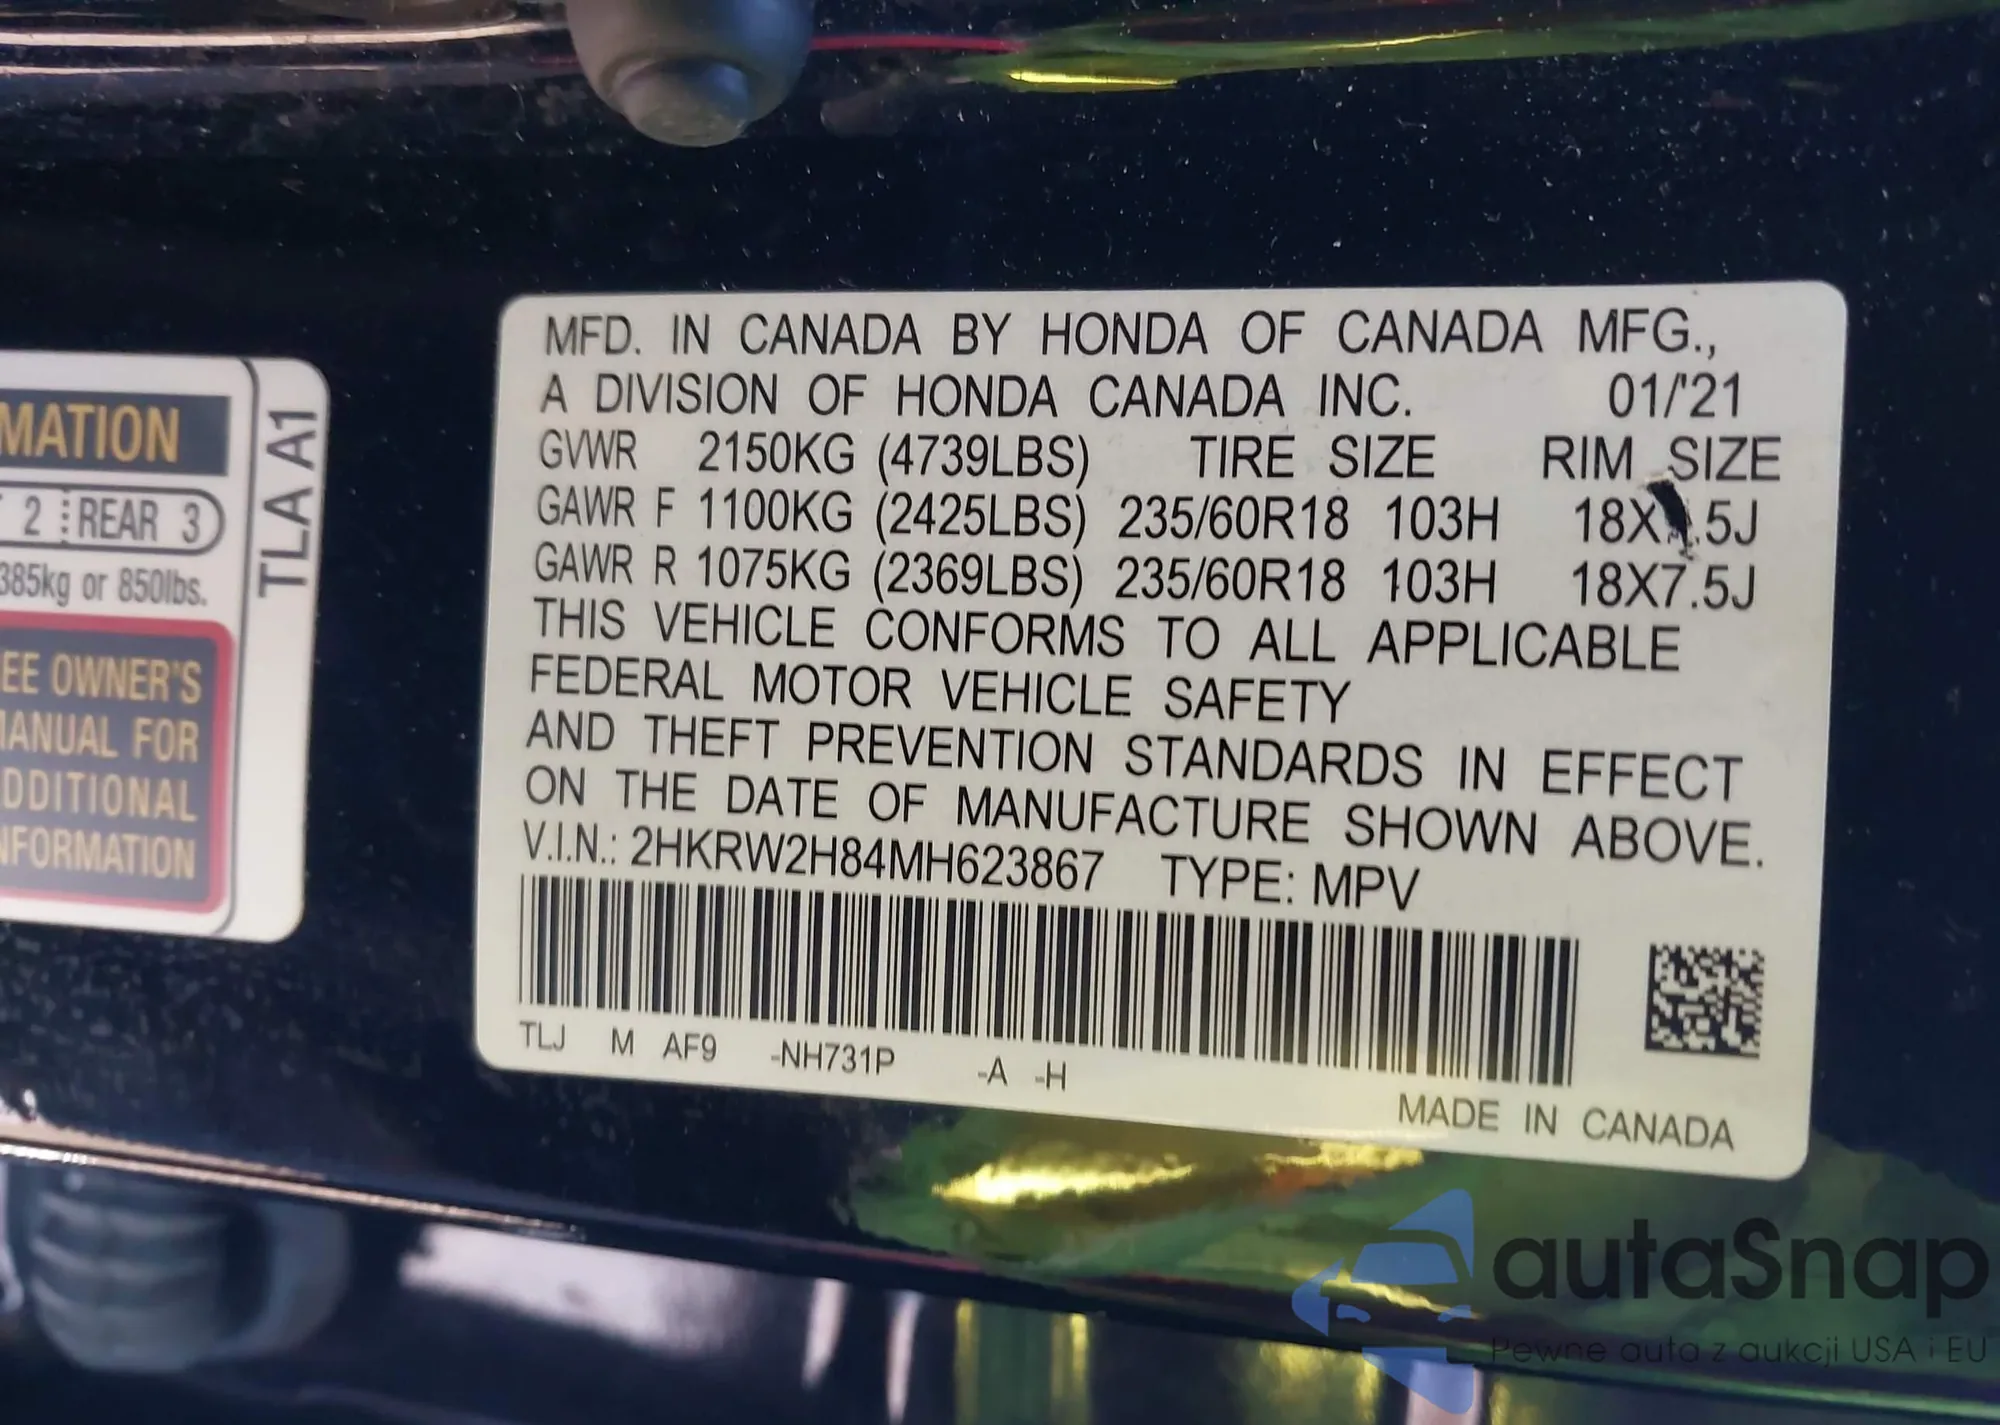 MATION
2 REAR 3
385kg or 850lbs.
EE OWNER'S
MANUAL FOR
DDITIONAL
NFORMATION
TLA A1
MFD. IN CANADA BY HONDA OF CANADA MFG.,
A DIVISION OF HONDA CANADA INC. 01/'21
GVWR 2150KG (4739LBS) TIRE SIZE RIM SIZE
GAWR F 1100KG (2425LBS) 235/60R18 103H 18X .5J
GAWR R 1075KG (2369LBS) 235/60R18 103H 18X7.5J
THIS VEHICLE CONFORMS TO ALL APPLICABLE
FEDERAL MOTOR VEHICLE SAFETY
AND THEFT PREVENTION STANDARDS IN EFFECT
ON THE DATE OF MANUFACTURE SHOWN ABOVE.
V.I.N.: 2HKRW2H84MH623867 TYPE: MPV
TLJ M AF9 -NH731P -A -H
MADE IN CANADA
autaSnap
Pewne auta z aukcji USA i EU